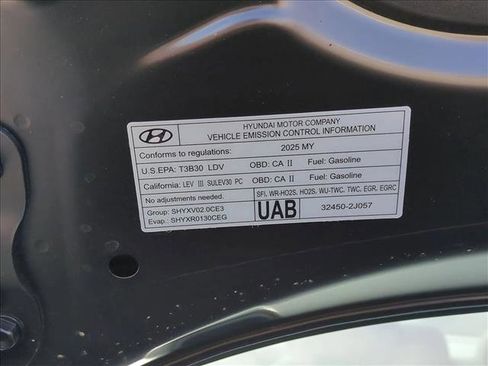 HYUNDAI MOTOR COMPANY
VEHICLE EMISSION CONTROL INFORMATION
Conforms to regulations: 2025 MY
U.S.EPA: T3B30 LDV OBD: CA II Fuel: Gasoline
California: LEV III SULEV30 PC OBD: CA II Fuel: Gasoline
No adjustments needed. SFI, WR-HO2S, HO2S, WU-TWC, TWC, EGR, EGRC
Group: SHYXV02.0CE3
Evap: SHYXR0130CEG
UAB 32450-2J057